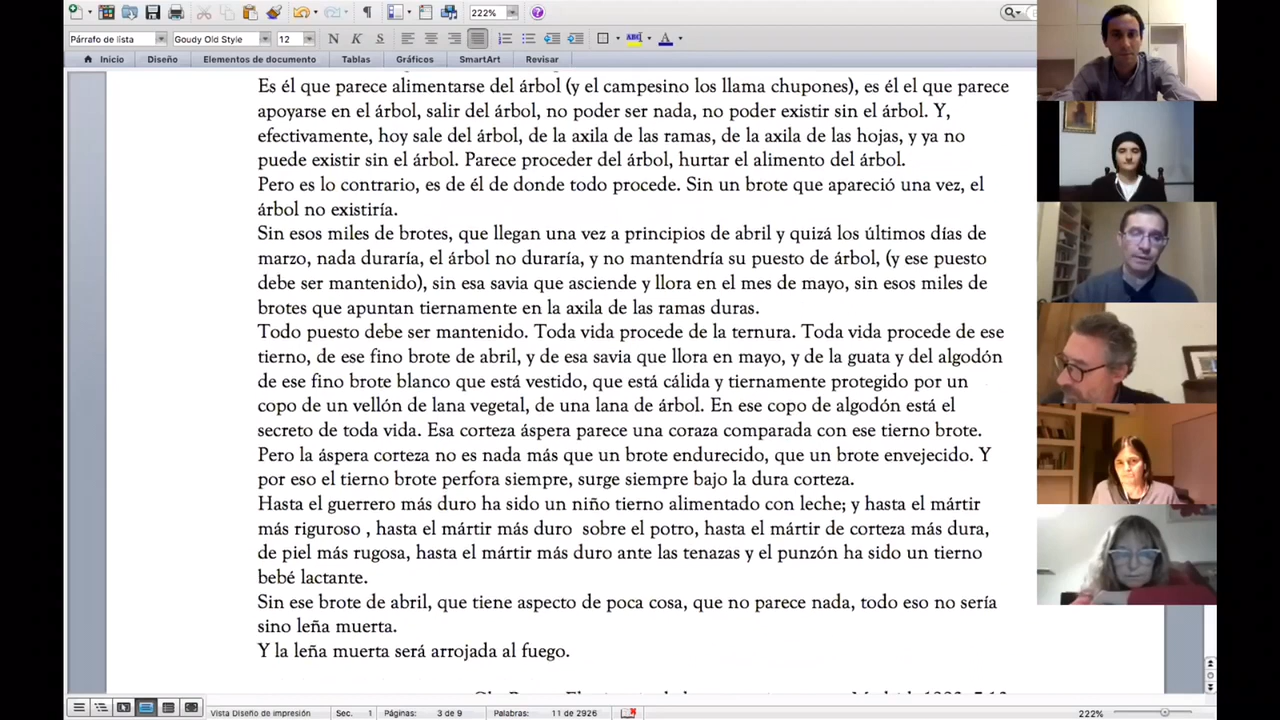 222%
Párrafo de lista
Goudy Old Style
12
N K S
Inicio Diseño Elementos de documento Tablas Gráficos SmartArt Revisar
Es él que parece alimentarse del árbol (y el campesino los llama chupones), es él el que parece
apoyarse en el árbol, salir del árbol, no poder ser nada, no poder existir sin el árbol. Y,
efectivamente, hoy sale del árbol, de la axila de las ramas, de la axila de las hojas, y ya no
puede existir sin el árbol. Parece proceder del árbol, hurtar el alimento del árbol.
Pero es lo contrario, es de él de donde todo procede. Sin un brote que apareció una vez, el
árbol no existiría.
Sin esos miles de brotes, que llegan una vez a principios de abril y quizá los últimos días de
marzo, nada duraría, el árbol no duraría, y no mantendría su puesto de árbol, (y ese puesto
debe ser mantenido), sin esa savia que asciende y llora en el mes de mayo, sin esos miles de
brotes que apuntan tiernamente en la axila de las ramas duras.
Todo puesto debe ser mantenido. Toda vida procede de la ternura. Toda vida procede de ese
tierno, de ese fino brote de abril, y de esa savia que llora en mayo, y de la guata y del algodón
de ese fino brote blanco que está vestido, que está cálida y tiernamente protegido por un
copo de un vellón de lana vegetal, de una lana de árbol. En ese copo de algodón está el
secreto de toda vida. Esa corteza áspera parece una coraza comparada con ese tierno brote.
Pero la áspera corteza no es nada más que un brote endurecido, que un brote envejecido. Y
por eso el tierno brote perfora siempre, surge siempre bajo la dura corteza.
Hasta el guerrero más duro ha sido un niño tierno alimentado con leche; y hasta el mártir
más riguroso , hasta el mártir más duro sobre el potro, hasta el mártir de corteza más dura,
de piel más rugosa, hasta el mártir más duro ante las tenazas y el punzón ha sido un tierno
bebé lactante.
Sin ese brote de abril, que tiene aspecto de poca cosa, que no parece nada, todo eso no sería
sino leña muerta.
Y la leña muerta será arrojada al fuego.
Vista Diseño de impresión Sec. 1 Páginas: 3 de 9 Palabras: 11 de 2926 222%